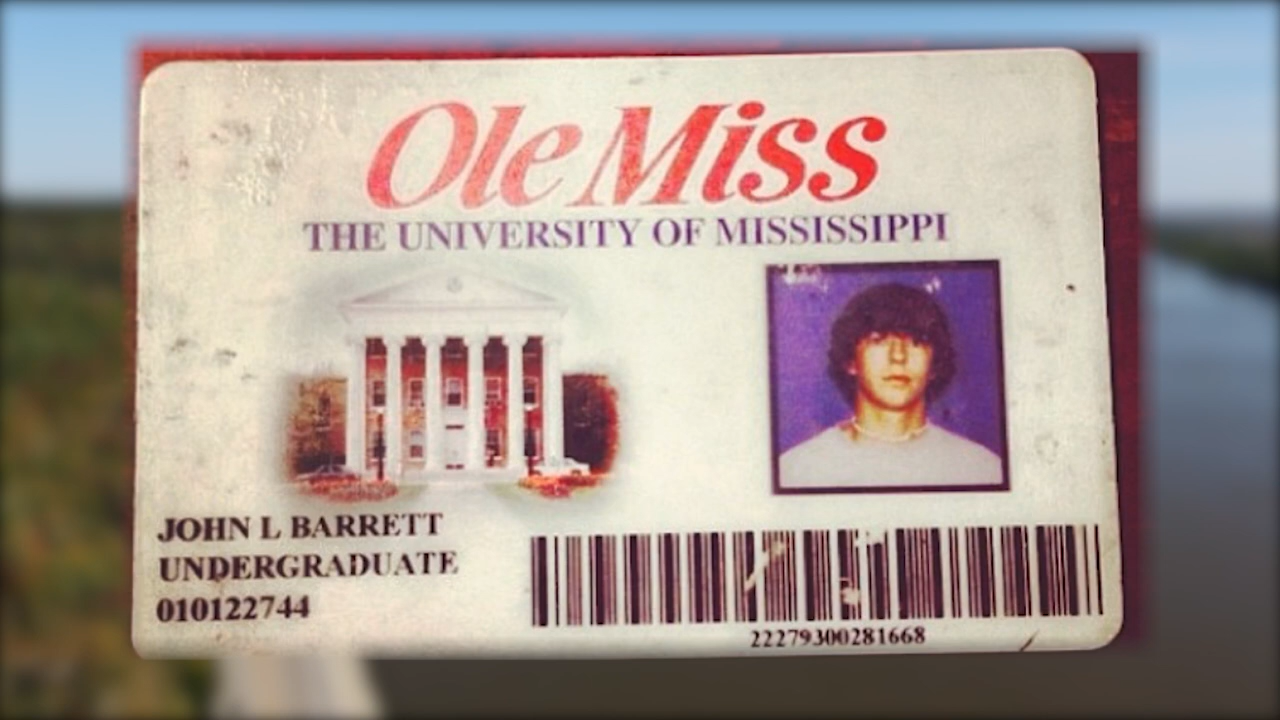 Ole Miss
THE UNIVERSITY OF MISSISSIPPI
JOHN L BARRETT
UNDERGRADUATE
010122744
22279300281668